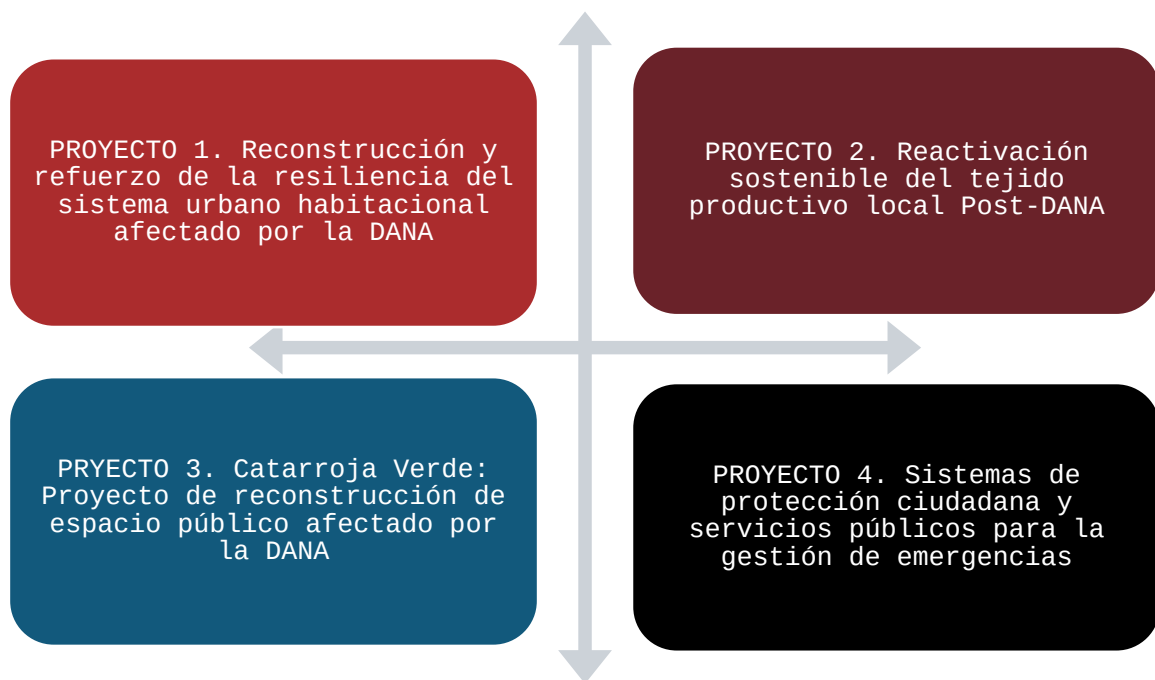 PROYECTO 1. Reconstrucción y
refuerzo de la resiliencia del
sistema urbano habitacional
afectado por la DANA
PROYECTO 2. Reactivación
sostenible del tejido
productivo local Post-DANA
PRYECTO 3. Catarroja Verde:
Proyecto de reconstrucción de
espacio público afectado por
la DANA
PROYECTO 4. Sistemas de
protección ciudadana y
servicios públicos para la
gestión de emergencias